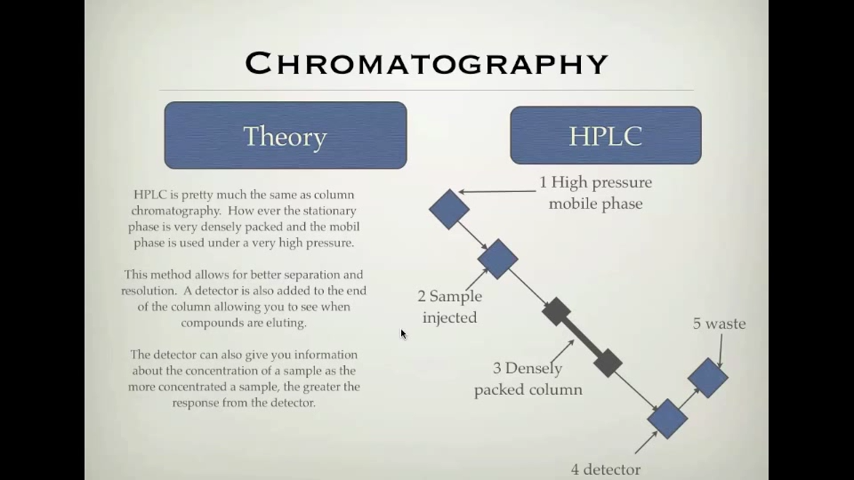 CHROMATOGRAPHY
Theory
HPLC is pretty much the same as column
chromatography. How ever the stationary
phase is very densely packed and the mobil
phase is used under a very high pressure.
This method allows for better separation and
resolution. A detector is also added to the end
of the column allowing you to see when
compounds are eluting.
The detector can also give you information
about the concentration of a sample as the
more concentrated a sample, the greater the
response from the detector.
HPLC
1 High pressure
mobile phase
2 Sample
injected
3 Densely
packed column
4 detector
5 waste